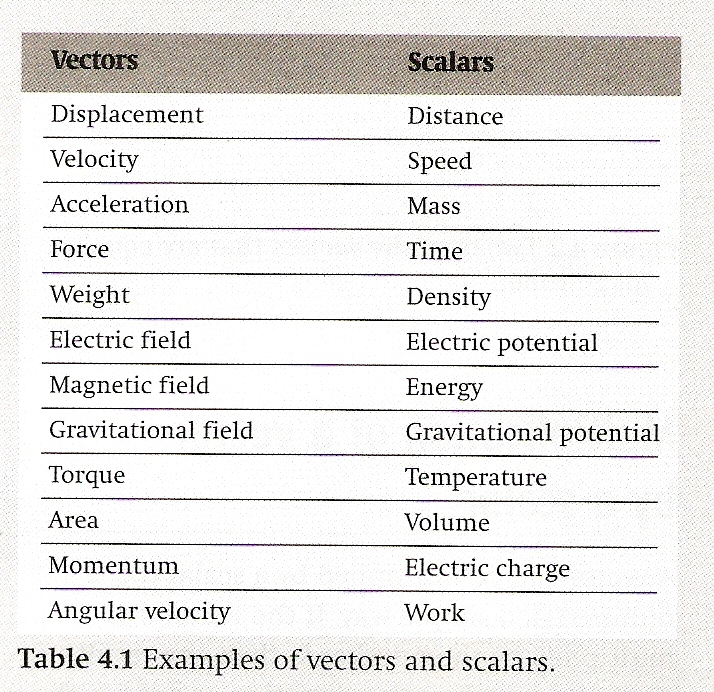 Vectors Scalars
Displacement Distance
Velocity Speed
Acceleration Mass
Force Time
Weight Density
Electric field Electric potential
Magnetic field Energy
Gravitational field Gravitational potential
Torque Temperature
Area Volume
Momentum Electric charge
Angular velocity Work
Table 4.1 Examples of vectors and scalars.